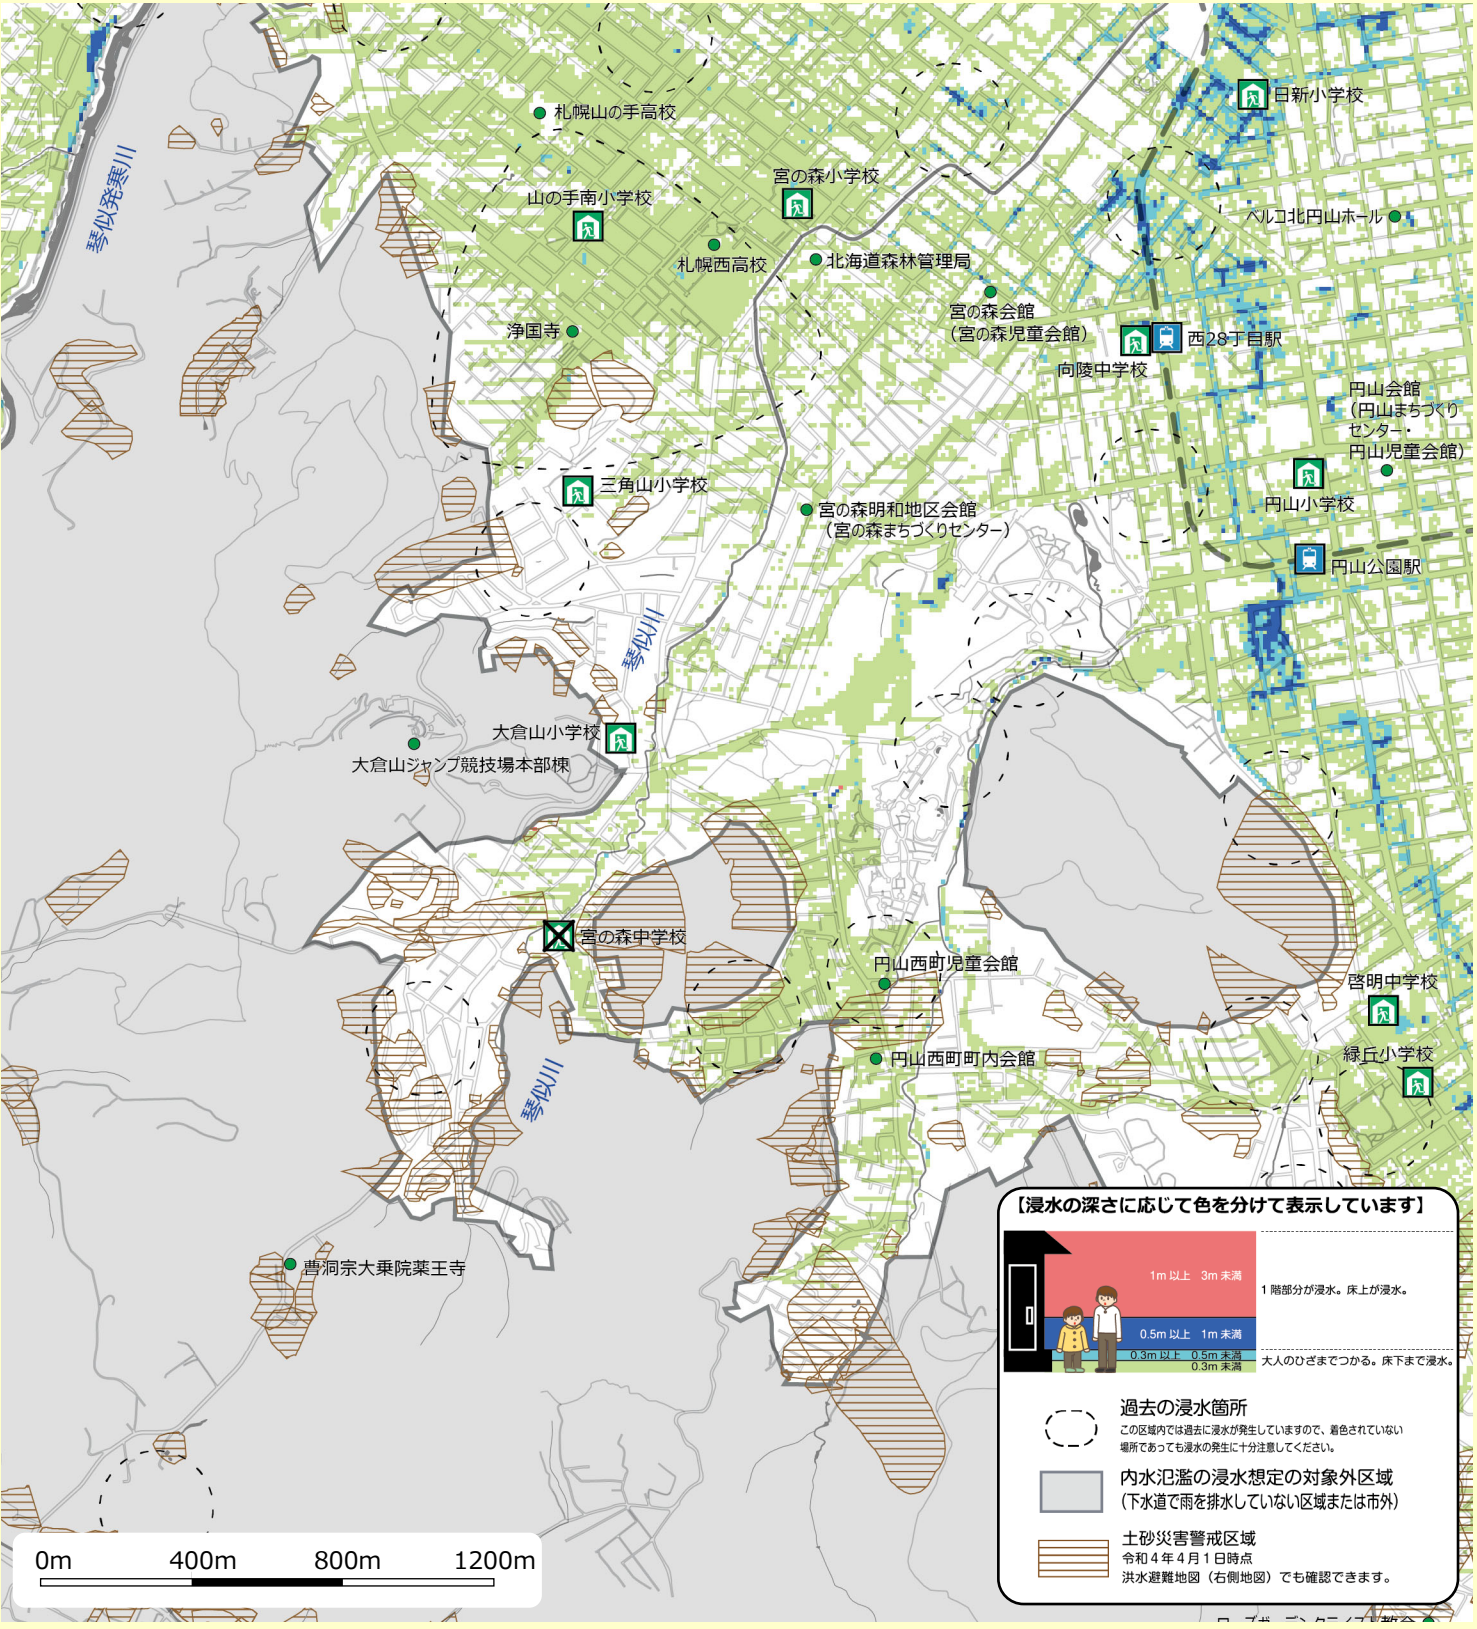 日新小学校
札幌山の手高校
琴似発寒川
宮の森小学校
山の手南小学校
ベルコ北円山ホール
札幌西高校
北海道森林管理局
宮の森会館
(宮の森児童会館)
浄国寺
西28丁目駅
向陵中学校
円山会館
(円山まちづくり
センター・
円山児童会館)
三角山小学校
円山小学校
宮の森明和地区会館
(宮の森まちづくりセンター)
円山公園駅
琴似川
大倉山小学校
大倉山ジャンプ競技場本部棟
宮の森中学校
円山西町児童会館
啓明中学校
円山西町町内会館
緑丘小学校
琴似川
曹洞宗大乗院薬王寺
【浸水の深さに応じて色を分けて表示しています】
1m 以上 3m 未満
1 階部分が浸水。床上が浸水。
0.5m 以上 1m 未満
0.3m 以上 0.5m 未満
0.3m 未満
大人のひざまでつかる。床下まで浸水。
過去の浸水箇所
この区域内では過去に浸水が発生していますので、着色されていない
場所であっても浸水の発生に十分注意してください。
内水氾濫の浸水想定の対象外区域
(下水道で雨を排水していない区域または市外)
土砂災害警戒区域
令和4年4月1日時点
洪水避難地図(右側地図)でも確認できます。
0m 400m 800m 1200m